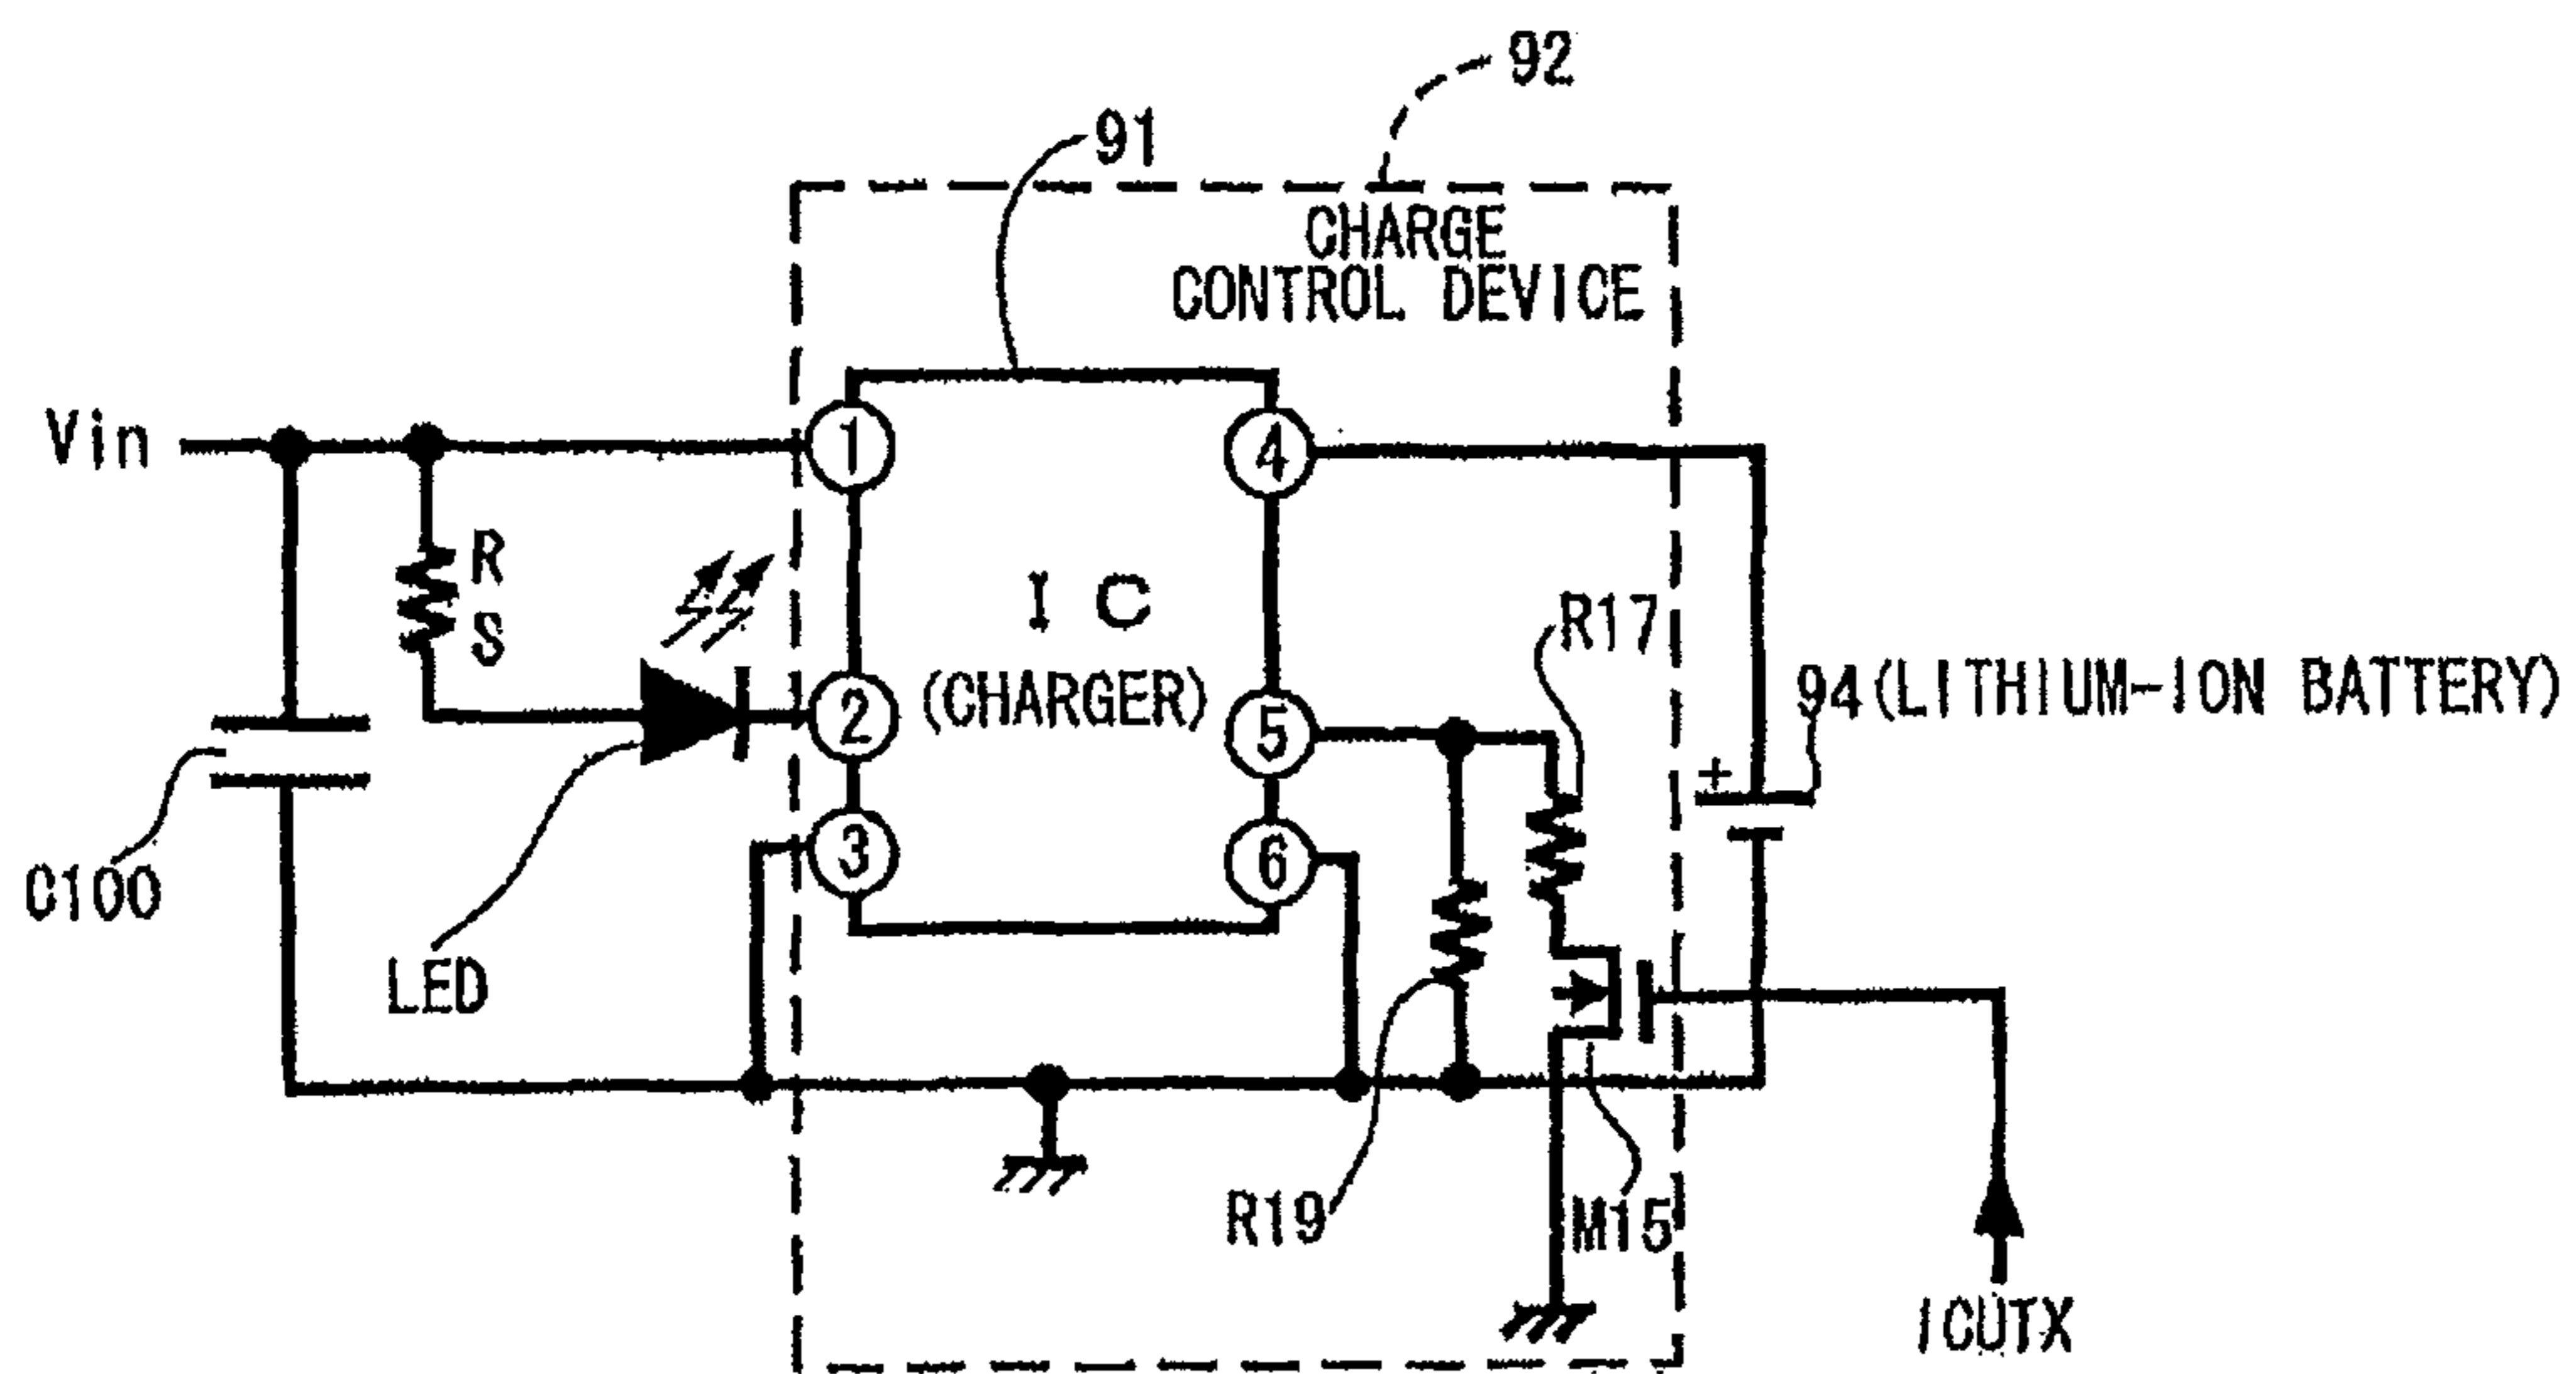 92
91
CHARGE
CONTROL DEVICE
Vin
1
4
R
S
I C
(CHARGER)
R17
94(LITHIUM-ION BATTERY)
2
5
+
3
6
C100
LED
R19
M15
ICUTX